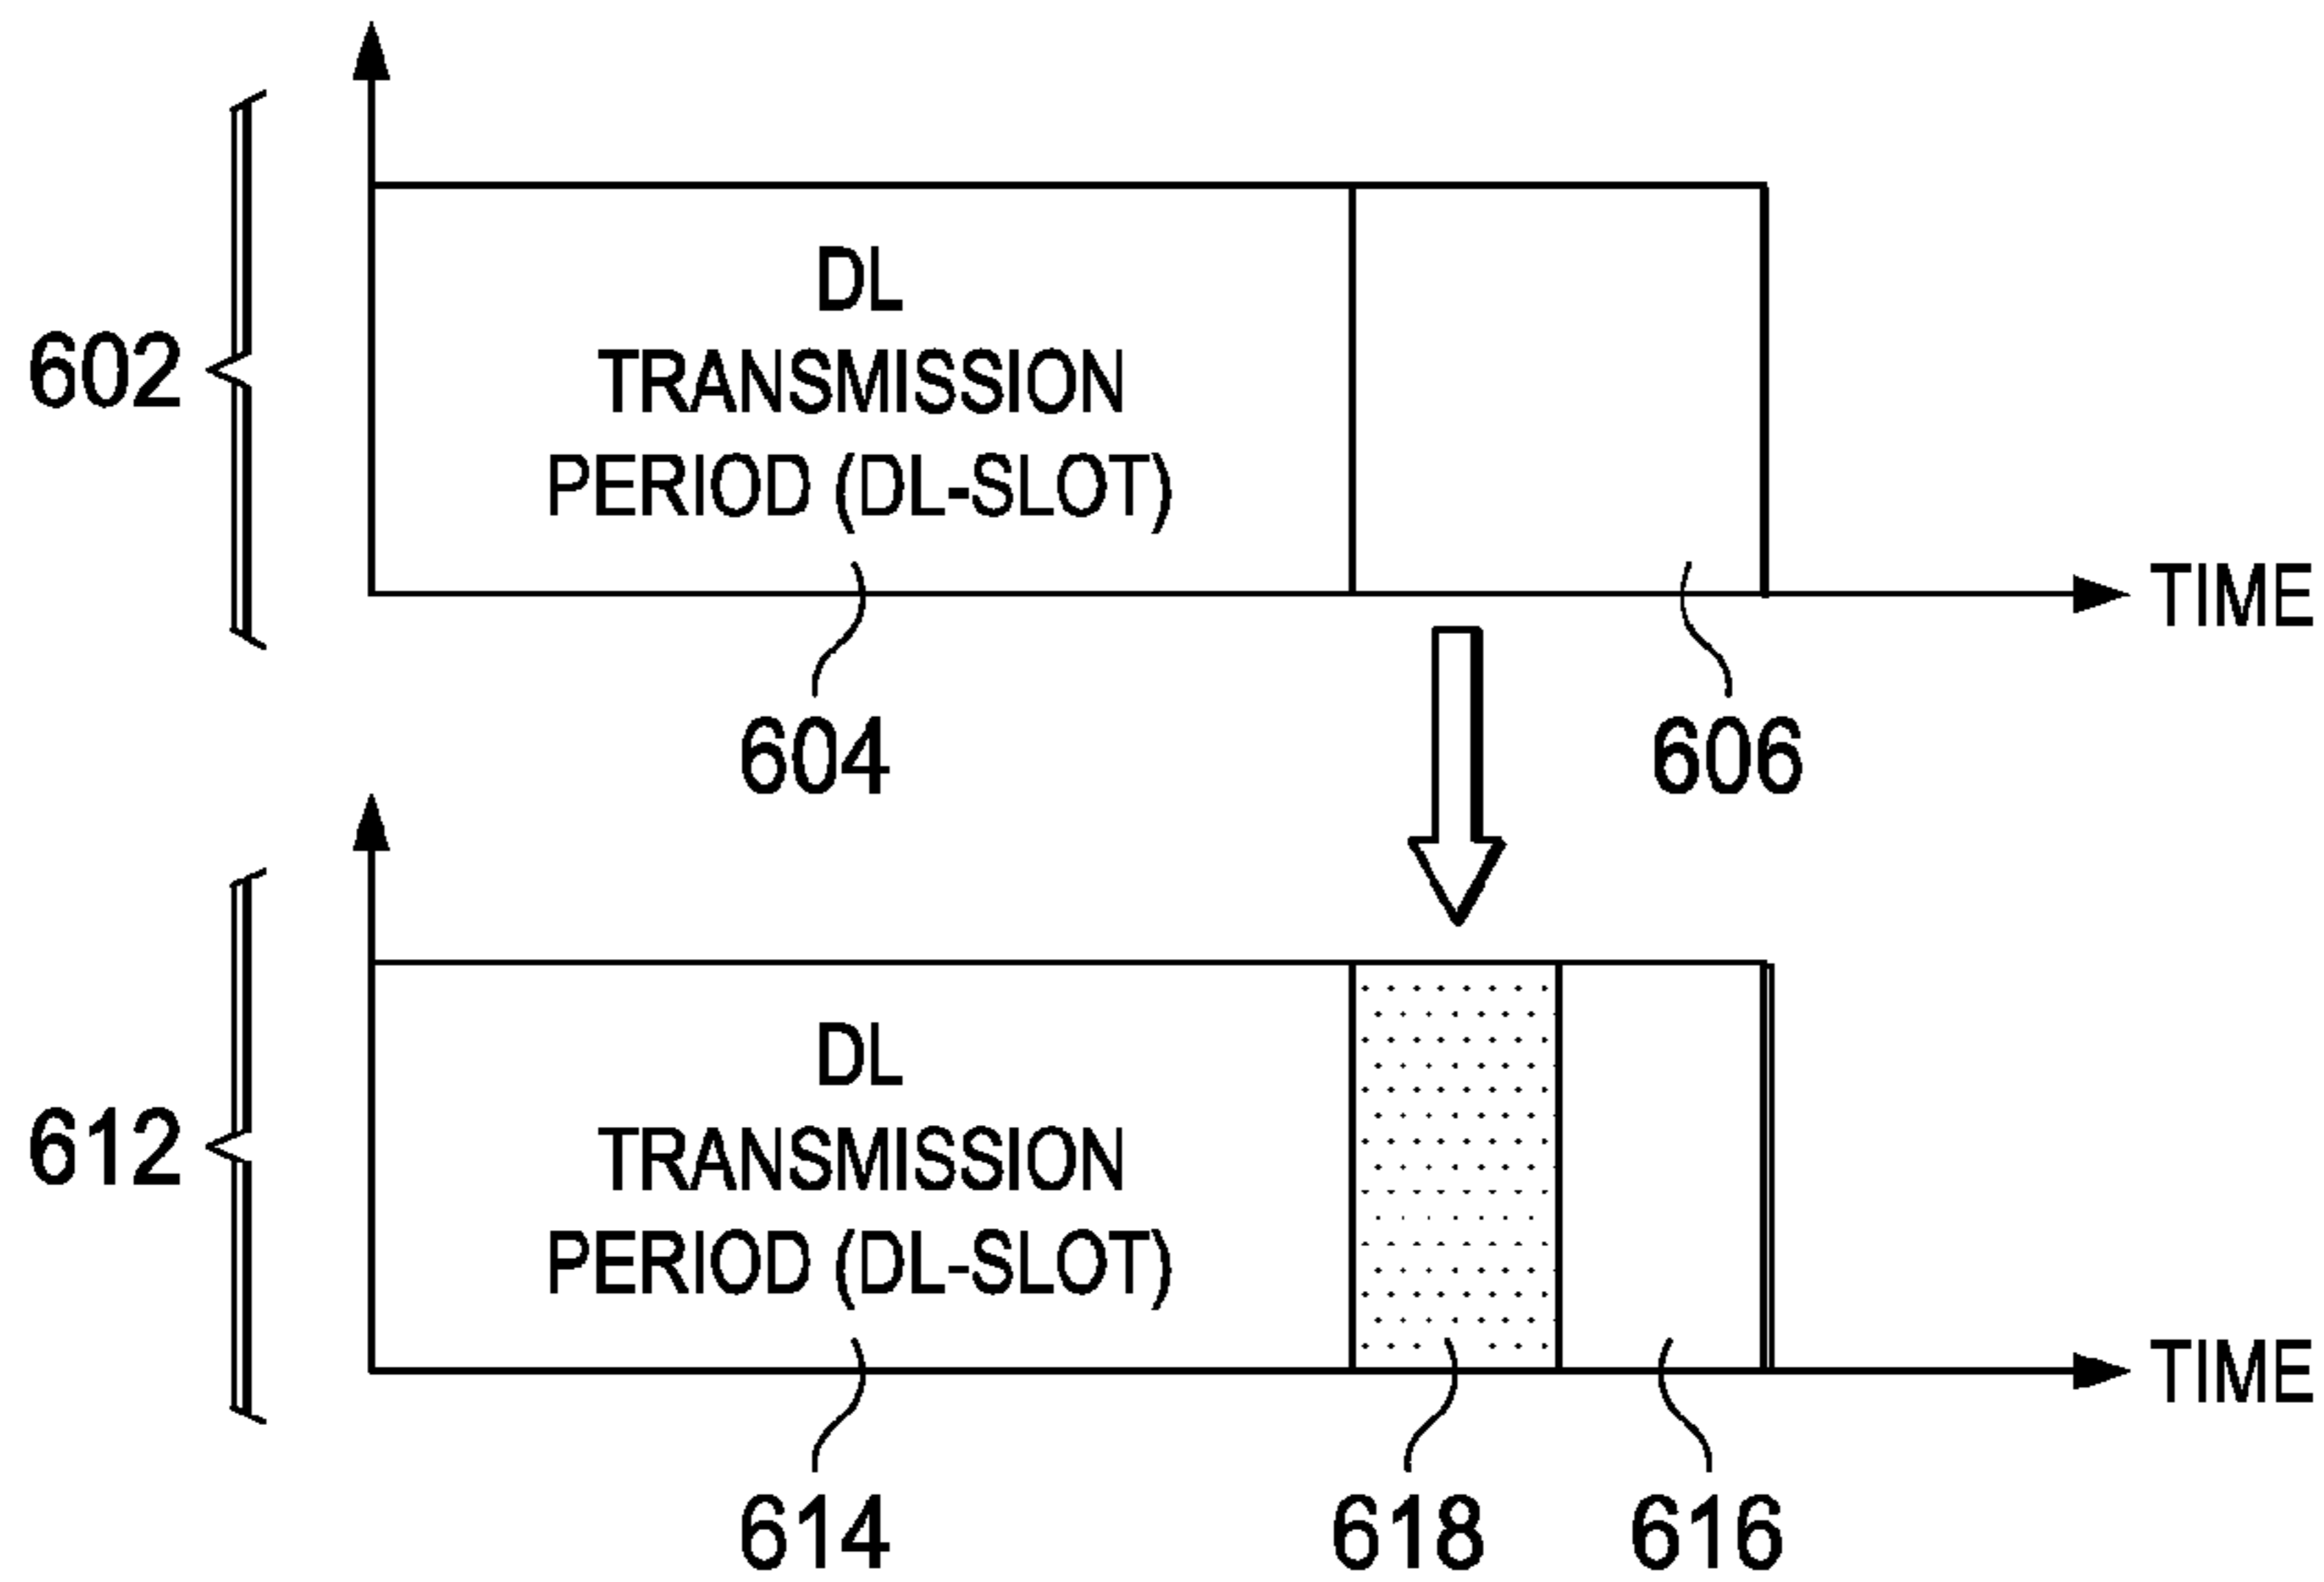 DL
TRANSMISSION
PERIOD (DL-SLOT)
602
TIME
604
606
DL
TRANSMISSION
PERIOD (DL-SLOT)
612
TIME
614
618
616